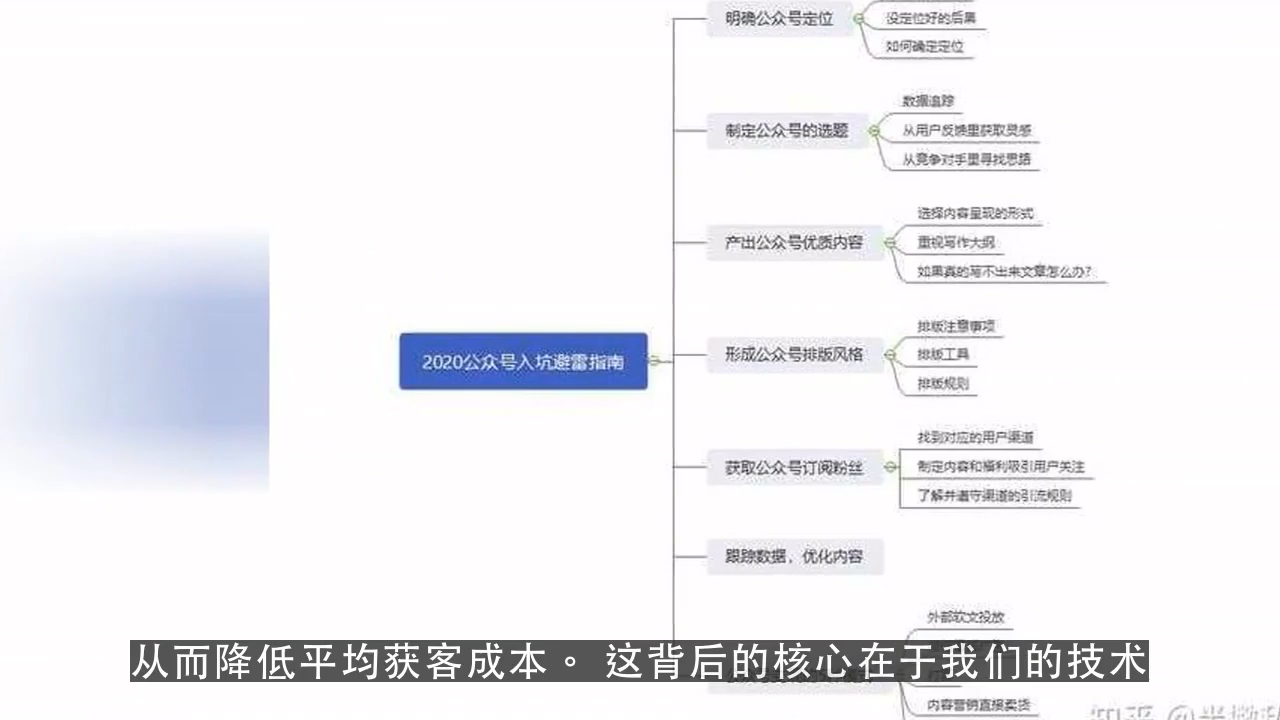 明确公众号定位
没定位好的后果
如何确定定位
制定公众号的选题
数据追踪
从用户反馈里获取灵感
从竞争对手里寻找思路
产出公众号优质内容
选择内容呈现的形式
重视写作大纲
如果真的写不出来文章怎么办?
2020公众号入坑避雷指南
形成公众号排版风格
排版注意事项
排版工具
排版规则
获取公众号订阅粉丝
找到对应的用户渠道
制定内容和福利吸引用户关注
了解并遵守渠道的引流规则
跟踪数据，优化内容
外部软文投放
从而降低平均获客成本。 这背后的核心在于我们的技术
内容营销直接卖货
知乎